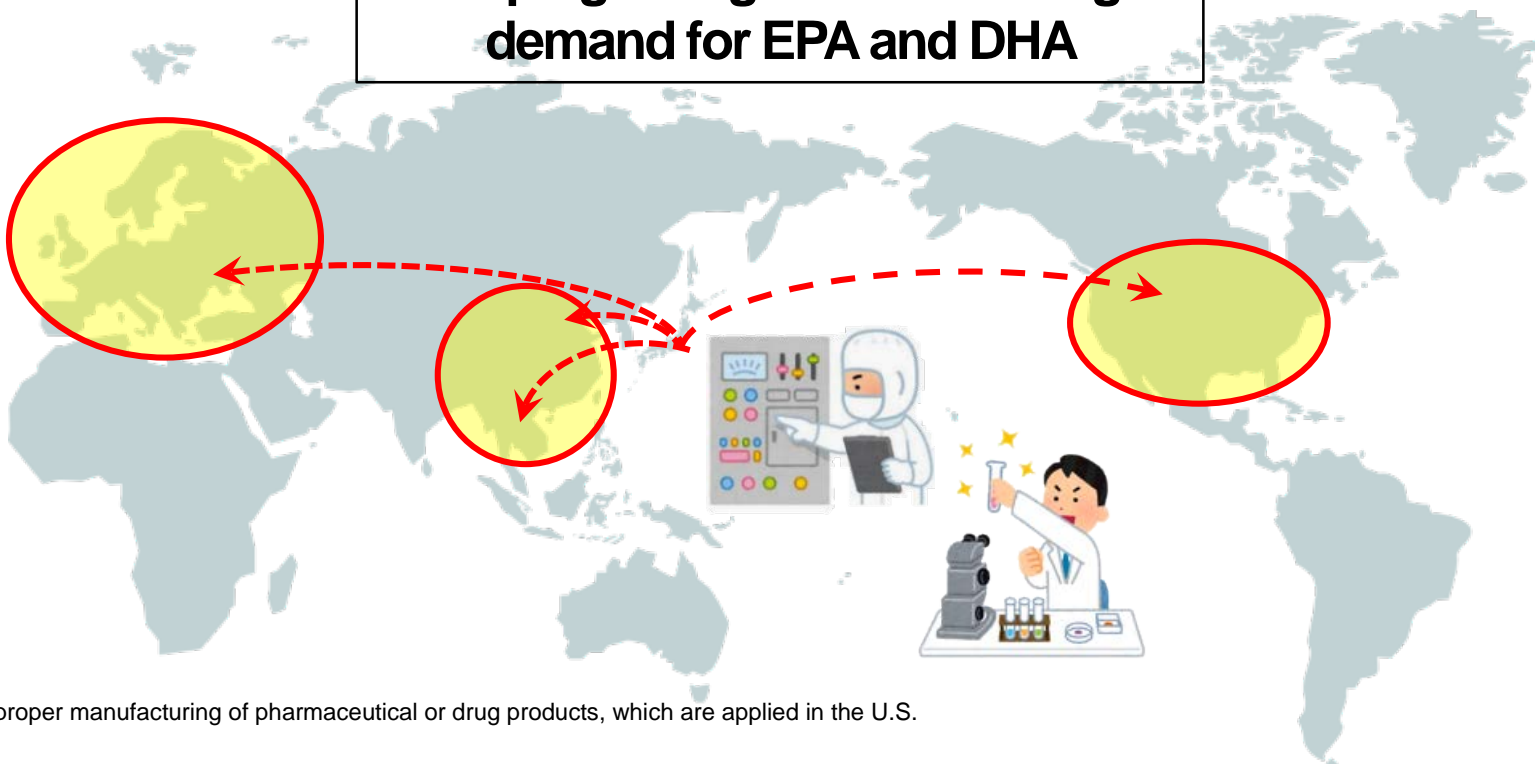 demand for EPA and DHA
proper manufacturing of pharmaceutical or drug products, which are applied in the U.S.